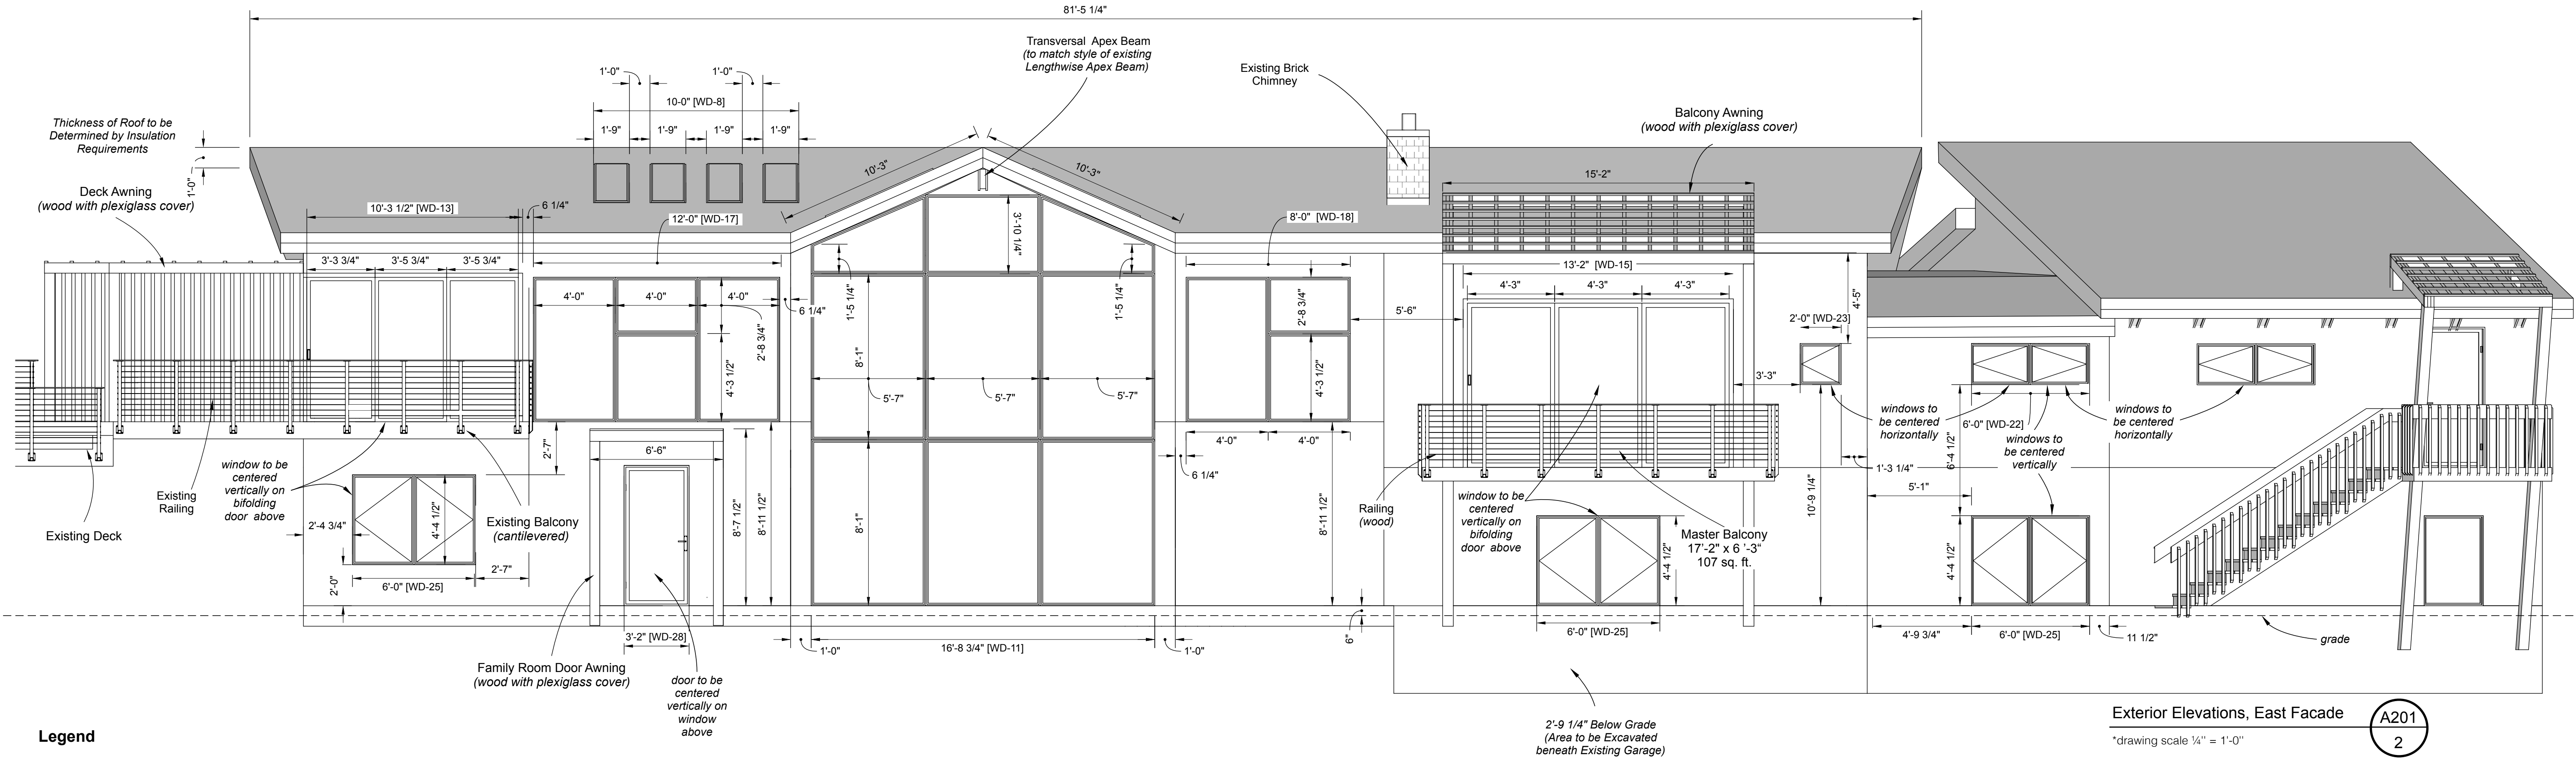 81'-5 1/4"
Transversal Apex Beam
(to match style of existing
Lengthwise Apex Beam)
Existing Brick
Chimney
1'-0"
1'-0"
10-0" [WD-8]
1'-9"
1'-9"
1'-9"
1'-9"
Balcony Awning
(wood with plexiglass cover)
Thickness of Roof to be
Determined by Insulation
Requirements
1'-0"
10'-3"
10'-3"
15'-2"
Deck Awning
(wood with plexiglass cover)
10'-3 1/2" [WD-13]
6 1/4"
12'-0" [WD-17]
3'-10 1/4"
8'-0" [WD-18]
3'-3 3/4"
3'-5 3/4"
3'-5 3/4"
13'-2" [WD-15]
4'-0"
4'-0"
4'-0"
6 1/4"
1'-5 1/4"
1'-5 1/4"
2'-8 3/4"
2'-8 3/4"
5'-6"
4'-3"
4'-3"
4'-3"
4'-5"
2'-0" [WD-23]
8'-1"
4'-3 1/2"
4'-3 1/2"
5'-7"
5'-7"
5'-7"
3'-3"
windows to
be centered
horizontally
6'-0" [WD-22]
windows to
be centered
vertically
windows to
be centered
horizontally
4'-0"
4'-0"
6 1/4"
2'-7"
6'-6"
6'-4 1/2"
1'-3 1/4"
5'-1"
window to be
centered
vertically on
bifolding
door above
Existing
Railing
Existing Deck
2'-4 3/4"
4'-4 1/2"
Existing Balcony
(cantilevered)
8'-7 1/2"
8'-11 1/2"
8'-1"
8'-11 1/2"
Railing
(wood)
window to be
centered
vertically on
bifolding
door above
Master Balcony
17'-2" x 6 '-3"
107 sq. ft.
4'-4 1/2"
10'-9 1/4"
4'-4 1/2"
2'-0"
6'-0" [WD-25]
2'-7"
3'-2" [WD-28]
1'-0"
16'-8 3/4" [WD-11]
1'-0"
6"
6'-0" [WD-25]
4'-9 3/4"
6'-0" [WD-25]
11 1/2"
grade
Family Room Door Awning
(wood with plexiglass cover)
door to be
centered
vertically on
window
above
2'-9 1/4" Below Grade
(Area to be Excavated
beneath Existing Garage)
Legend
Exterior Elevations, East Facade
A201
2
*drawing scale ¼" = 1'-0"